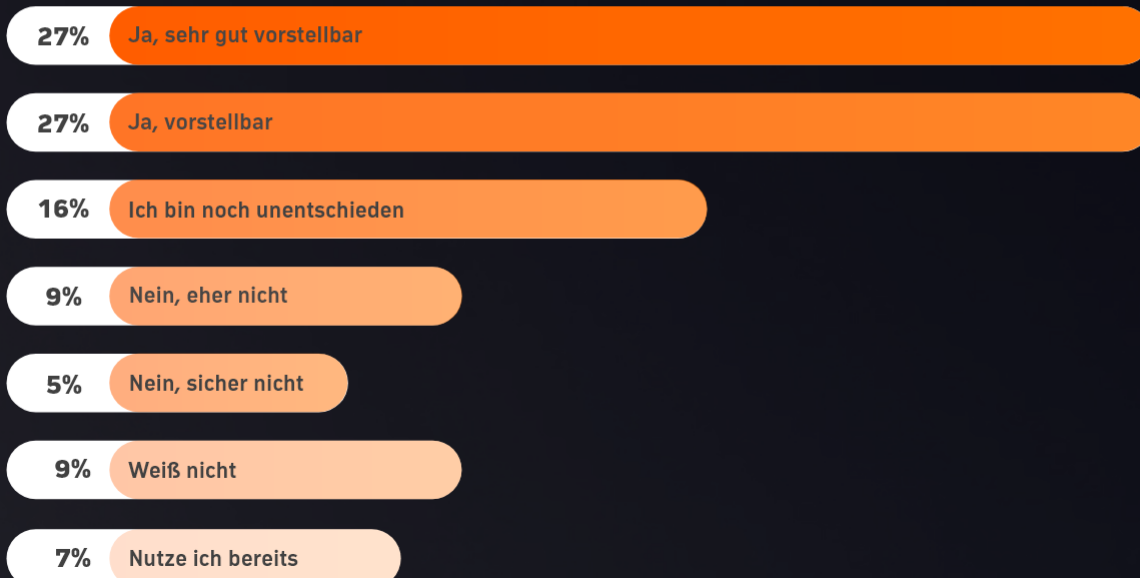 27% Ja, sehr gut vorstellbar
27% Ja, vorstellbar
16% Ich bin noch unentschieden
9% Nein, eher nicht
5% Nein, sicher nicht
9% Weiß nicht
7% Nutze ich bereits